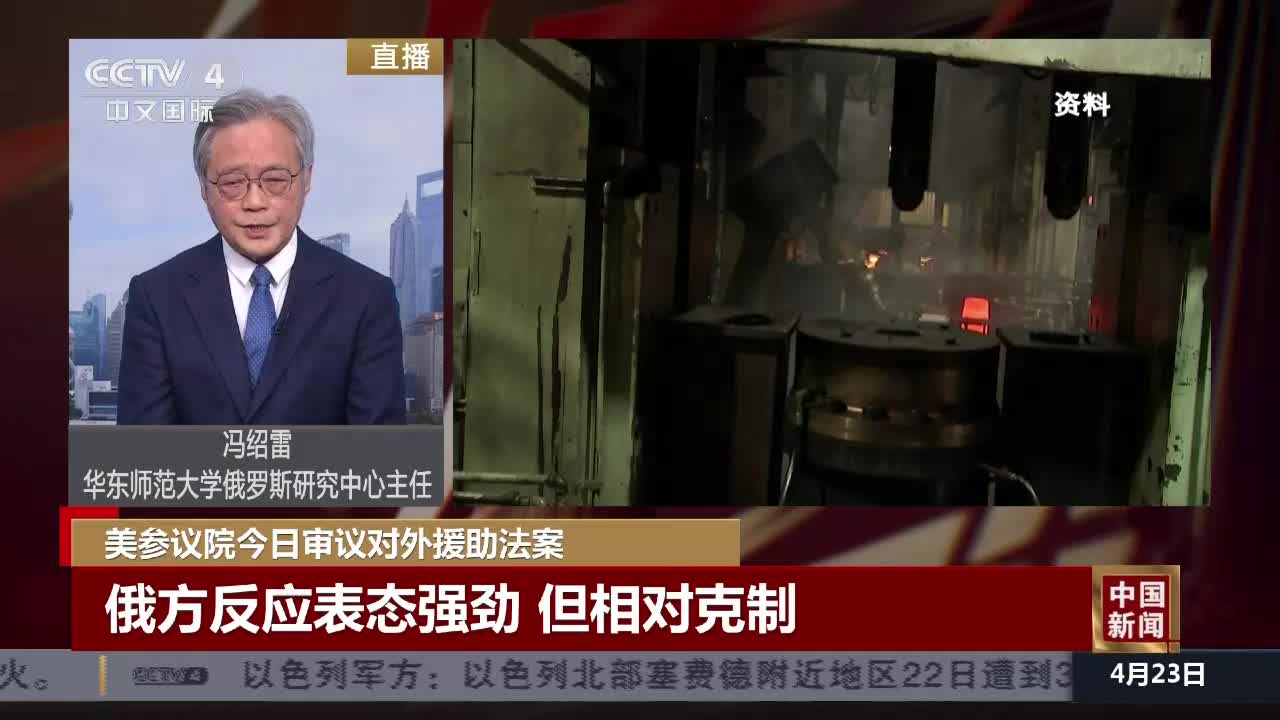 CCTV 4
中文国际
直播
资料
冯绍雷
华东师范大学俄罗斯研究中心主任
美参议院今日审议对外援助法案
俄方反应表态强劲 但相对克制
中国
新闻
火。 CCTV 4 以色列军方：以色列北部塞费德附近地区22日遭到3
4月23日